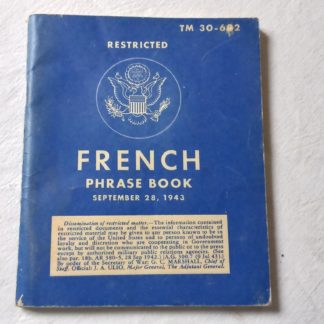 TM 30-602
RESTRICTED
FRENCH
PHRASE BOOK
SEPTEMBER 28, 1943
Dissemination of restricted matter.—The information contained
in restricted documents and the essential characteristics of
restricted material may be given to any person known to be in
the service of the United States and to persons of undoubted
loyalty and discretion who are cooperating in Government
work, but will not be communicated to the public or to the press
except by authorized military public relations agencies. (See
also par. 18b, AR 380-5, 28 Sep 1942.) [A.G. 300.7 (9 Jul 43).]
By order of the Secretary of War: G. C. MARSHALL, Chief of
Staff. Official: J. A. ULIO, Major General, The Adjutant General.